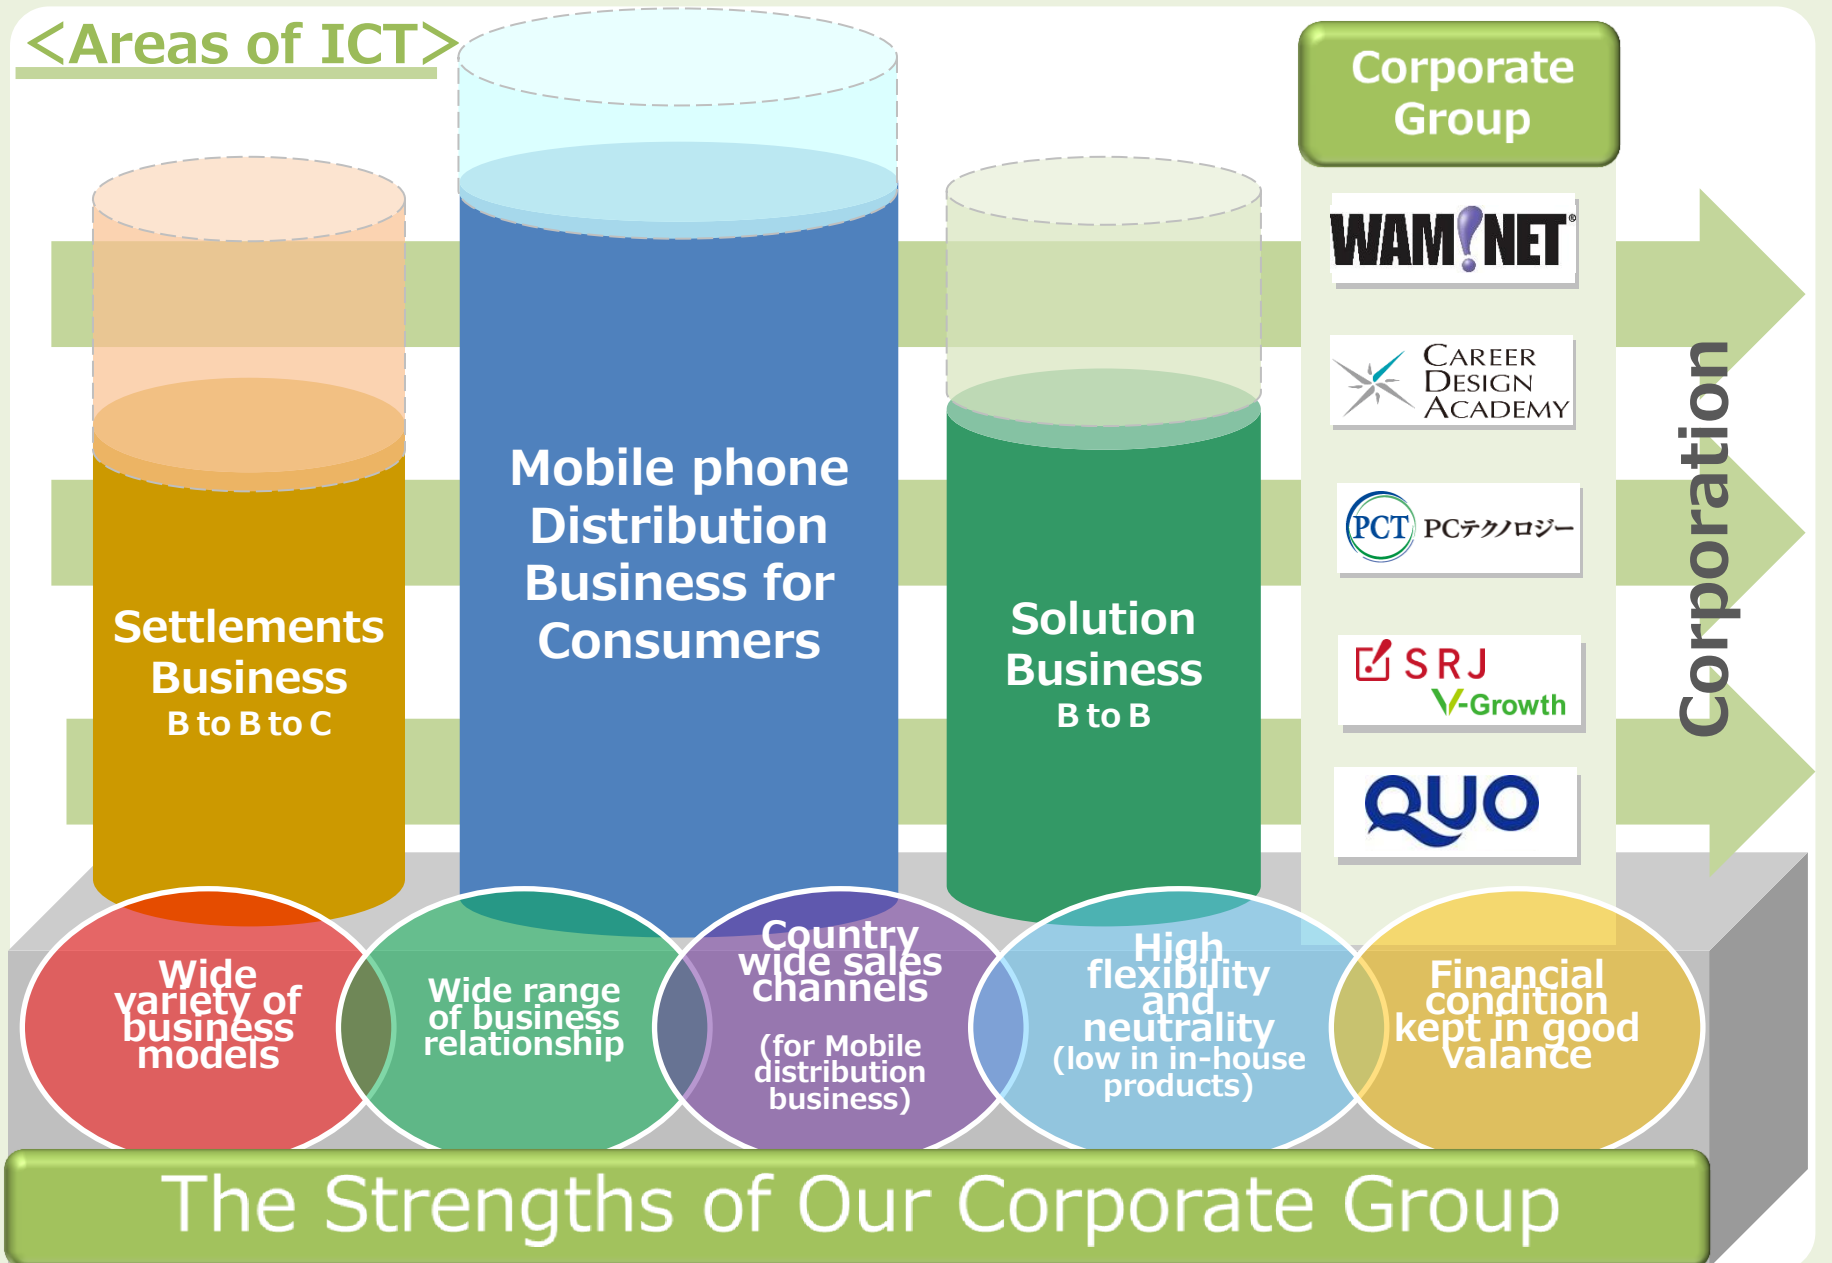 <Areas of ICT>
Corporate
Group
WAM!NET®
CAREER
DESIGN
ACADEMY
PCT PCテクノロジー
SRJ
V-Growth
QUO
Corporation
Mobile phone
Distribution
Business for
Consumers
Settlements
Business
B to B to C
Solution
Business
B to B
Wide
variety of
business
models
Wide range
of business
relationship
Country
wide sales
channels
(for Mobile
distribution
business)
High
flexibility
and
neutrality
(low in in-house
products)
Financial
condition
kept in good
valance
The Strengths of Our Corporate Group